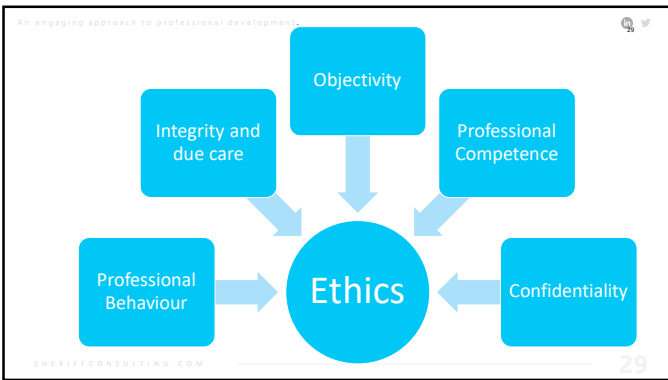 An engaging approach to professional development.
in
29
Objectivity
Integrity and
due care
Professional
Competence
Professional
Behaviour
Ethics
Confidentiality
SHERIFFCONSULTING.COM
29